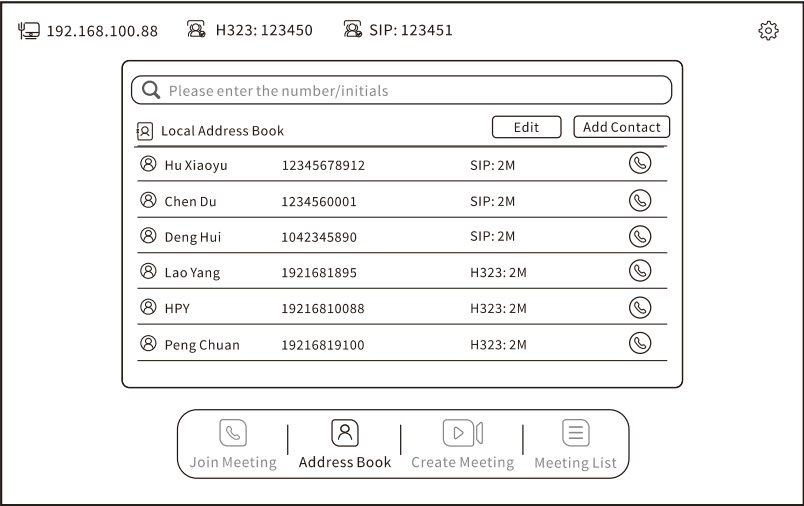 192.168.100.88 H323: 123450 SIP: 123451
Please enter the number/initials
Local Address Book Edit Add Contact
Hu Xiaoyu 12345678912 SIP: 2M
Chen Du 1234560001 SIP: 2M
Deng Hui 1042345890 SIP: 2M
Lao Yang 1921681895 H323: 2M
HPY 19216810088 H323: 2M
Peng Chuan 19216819100 H323: 2M
Join Meeting Address Book Create Meeting Meeting List